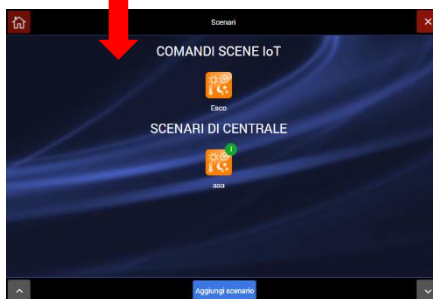 Scenari
COMANDI SCENE IoT
Esco
SCENARI DI CENTRALE
1
aaa
Aggiungi scenario